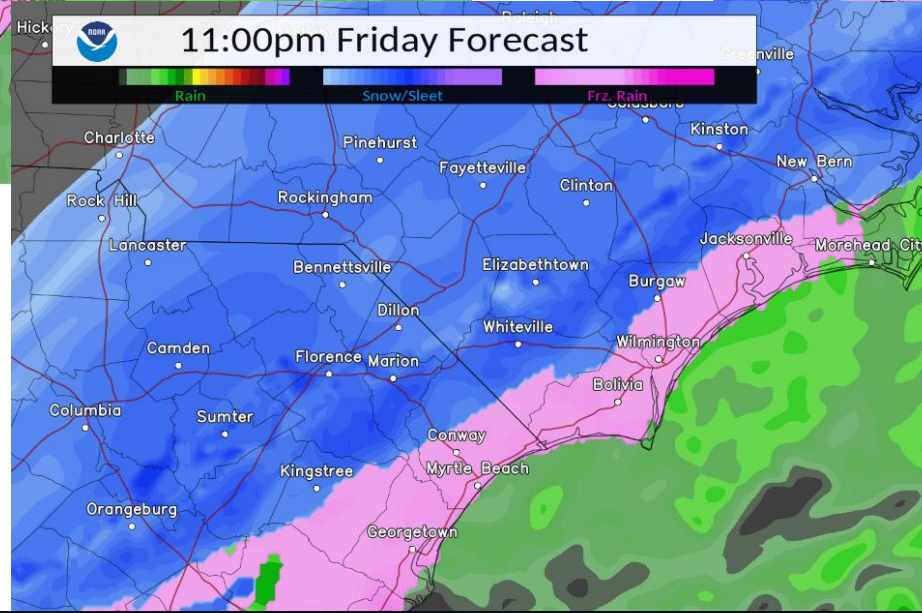 Raleigh
Hickory
NOAA
11:00pm Friday Forecast
Greenville
Rain
Snow/Sleet
Frz. Rain
Goldsboro
Kinston
Charlotte
Pinehurst
New Bern
Fayetteville
Clinton
Rockingham
Rock Hill
Jacksonville
Morehead Cit
Lancaster
Bennettsville
Elizabethtown
Burgaw
Dillon
Whiteville
Wilmington
Camden
Florence
Marion
Bolivia
Columbia
Sumter
Conway
Kingstree
Myrtle Beach
Orangeburg
Georgetown